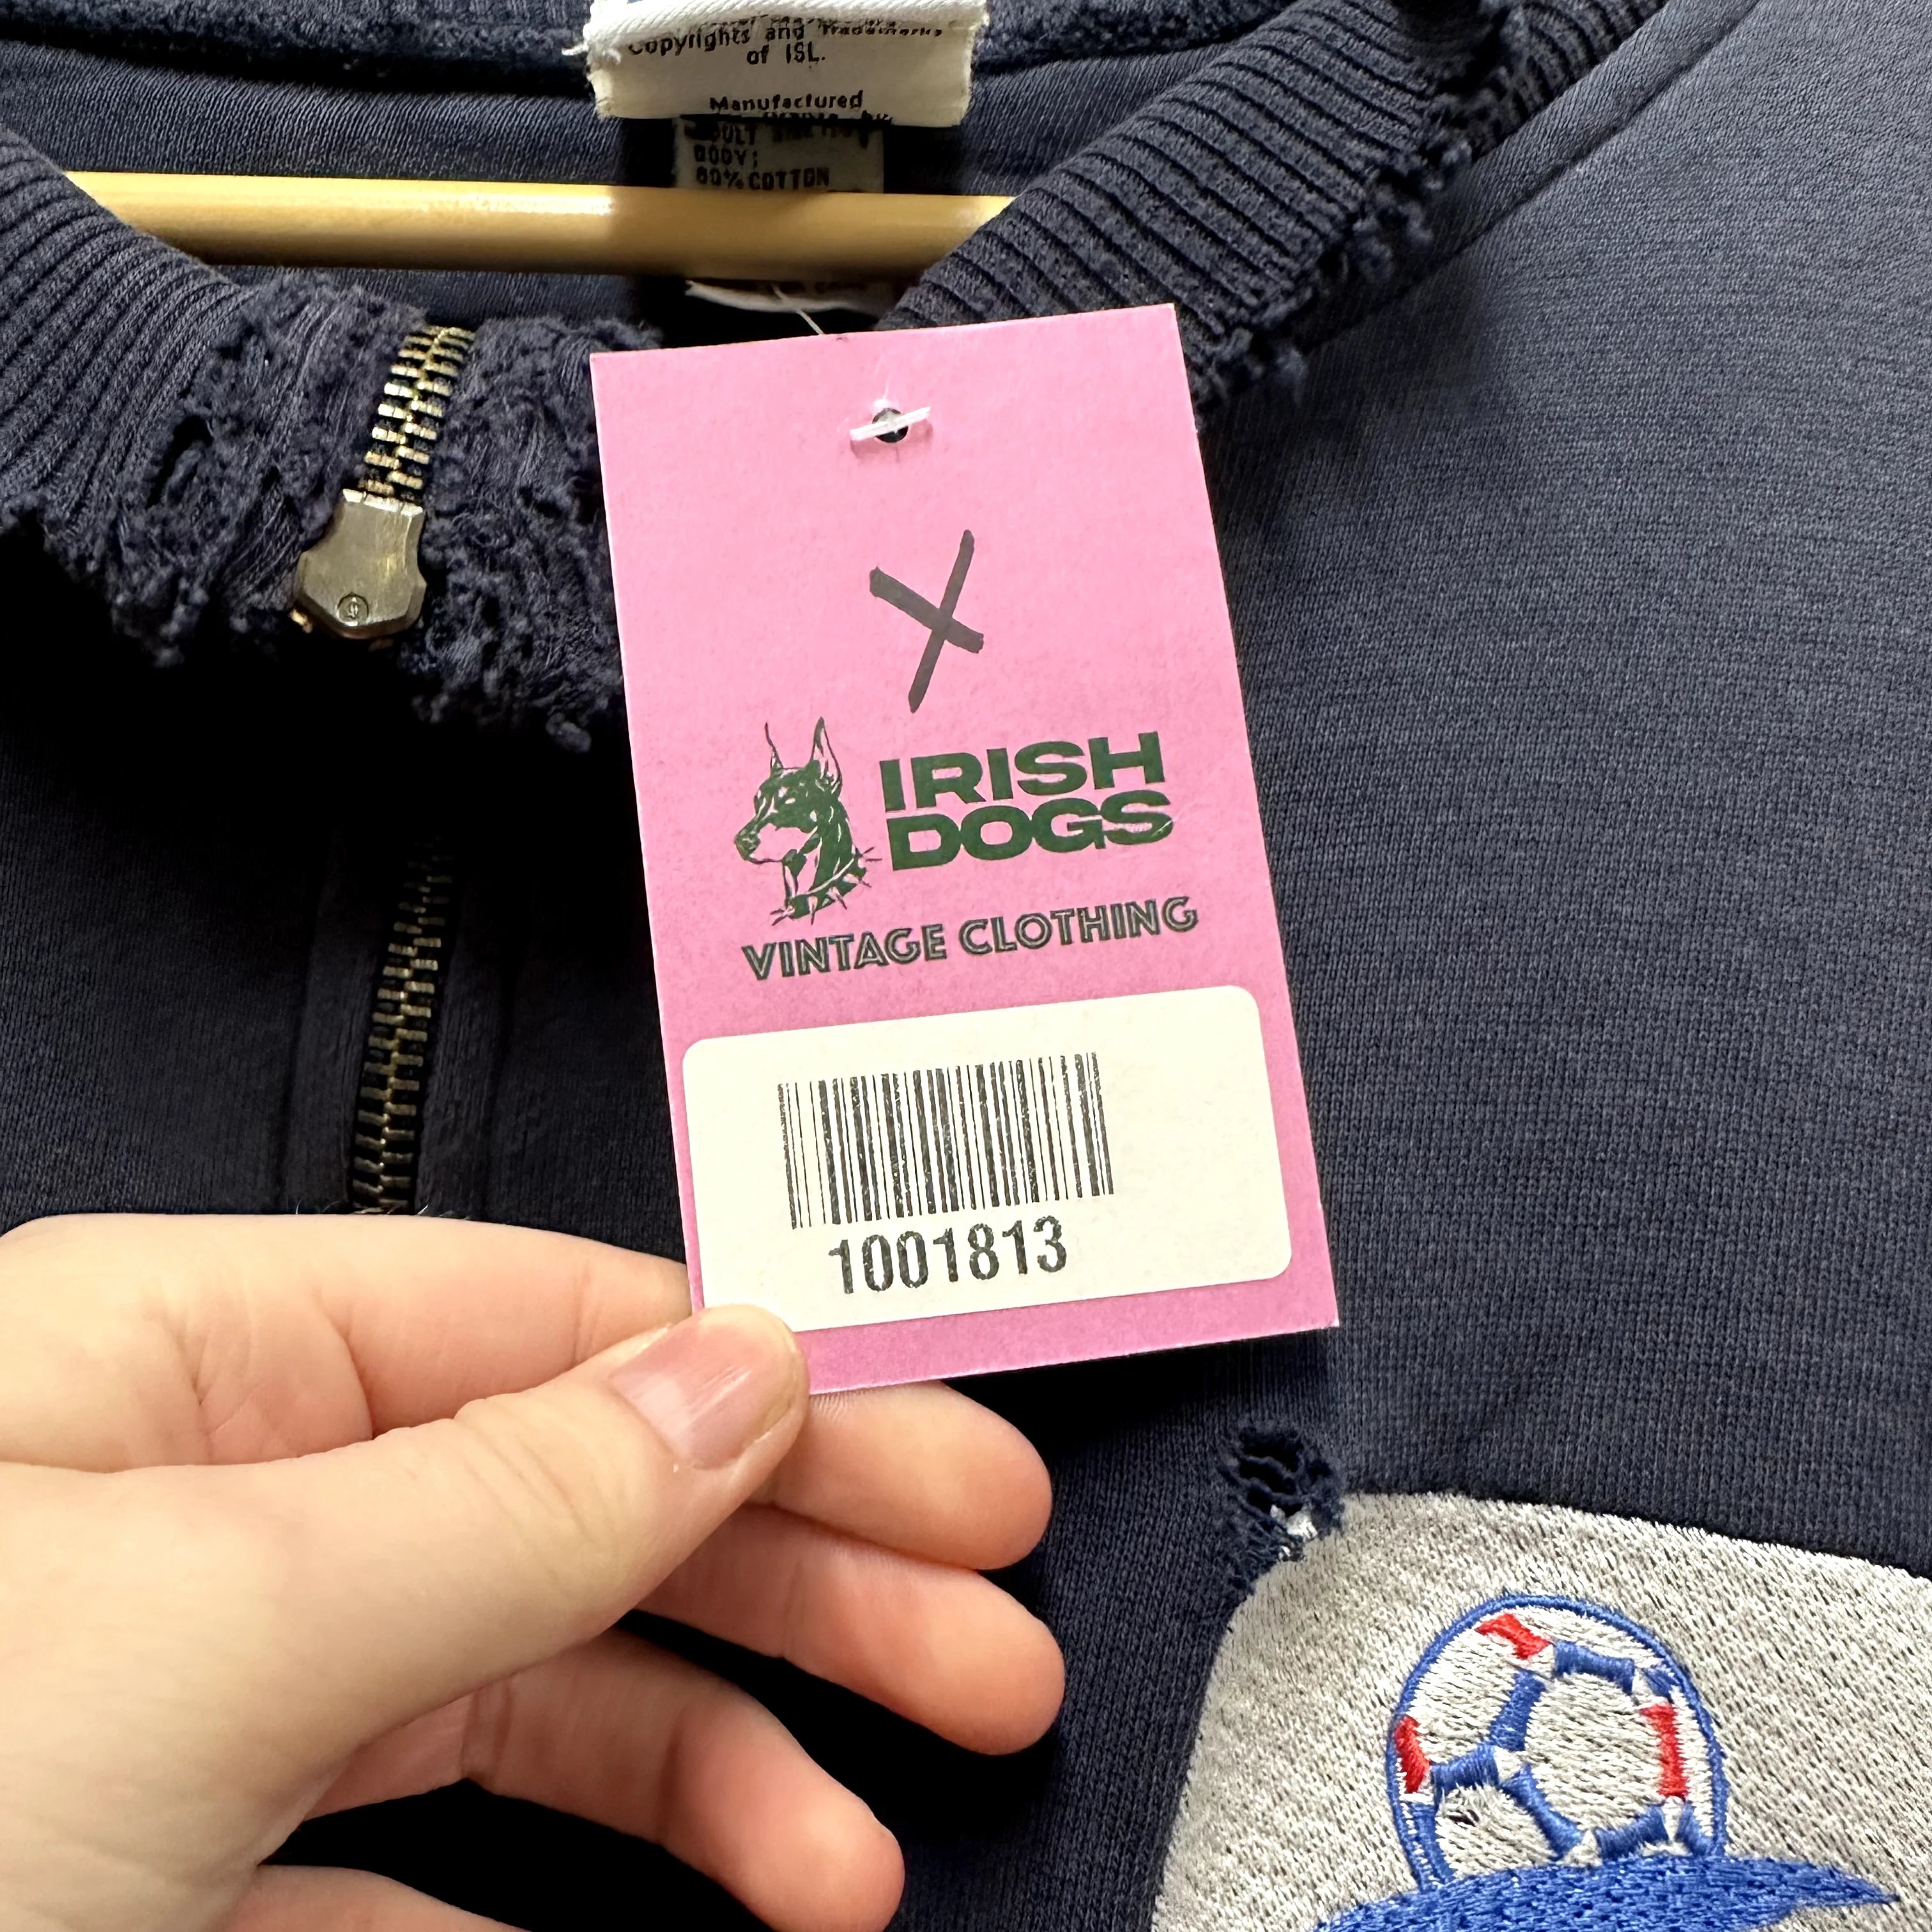 Copyrights and Trademarks
of ISL.
Manufactured
BODY:
80% COTTON
X
IRISH
DOGS
VINTAGE CLOTHING
1001813